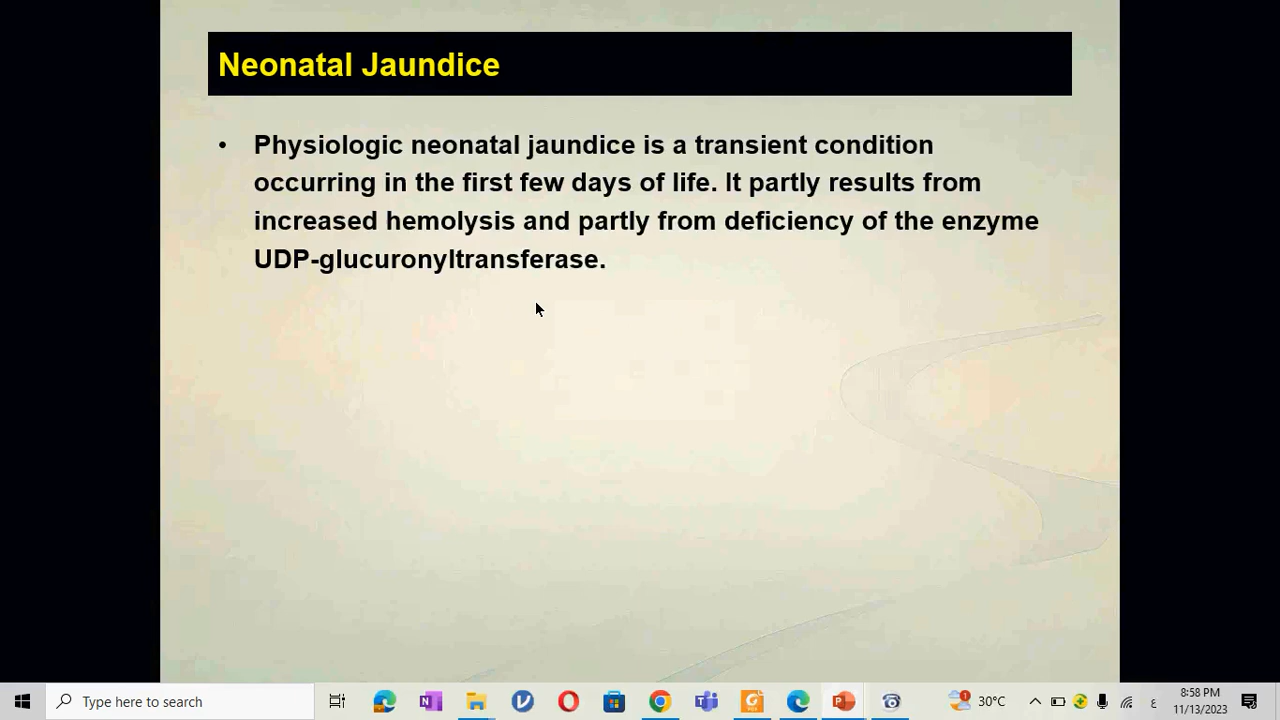 Neonatal Jaundice
• Physiologic neonatal jaundice is a transient condition
occurring in the first few days of life. It partly results from
increased hemolysis and partly from deficiency of the enzyme
UDP-glucuronyltransferase.
Type here to search
30°C
ع
8:58 PM
11/13/2023